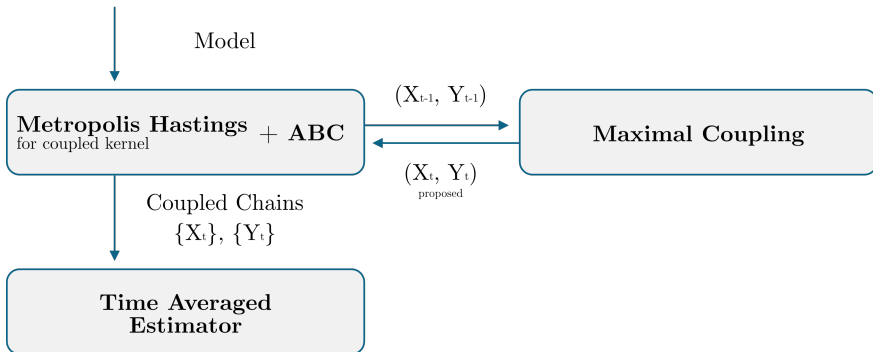 Model
Metropolis Hastings + ABC
for coupled kernel
(Xt-1, Yt-1)
Maximal Coupling
(Xt, Yt)
proposed
Coupled Chains
{Xt}, {Yt}
Time Averaged
Estimator